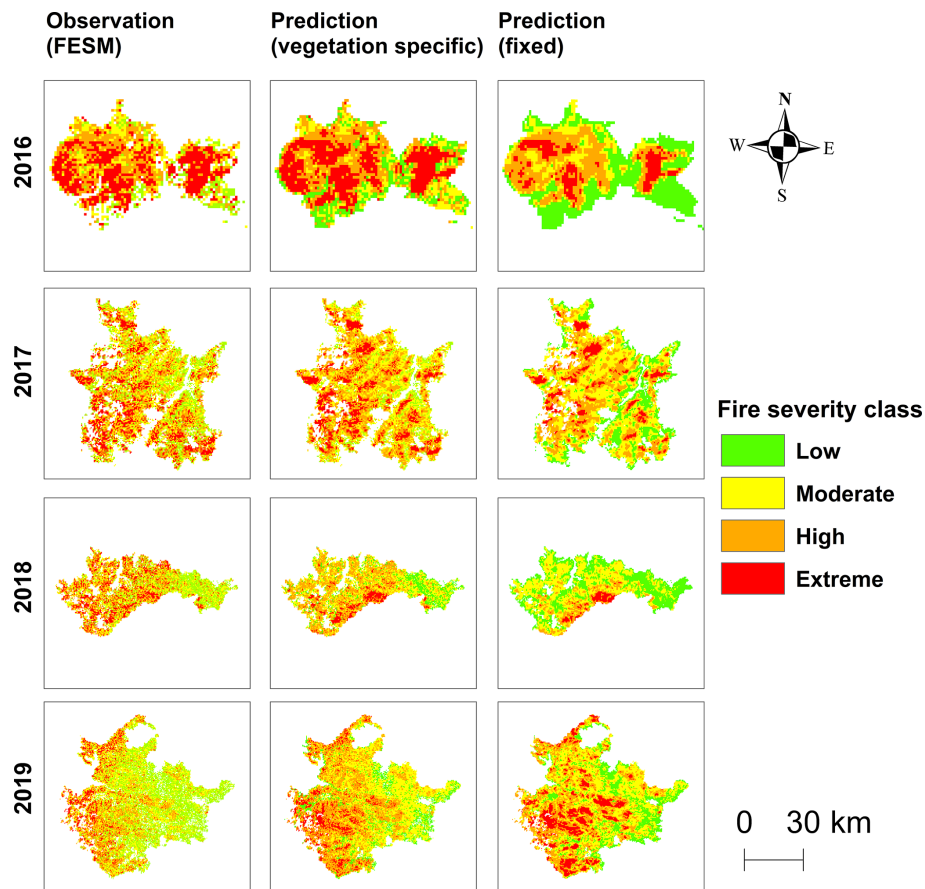 Observation
(FESM)
Prediction
(vegetation specific)
Prediction
(fixed)
2016
N
W
E
S
2017
Fire severity class
Low
Moderate
High
Extreme
2018
2019
0 30 km